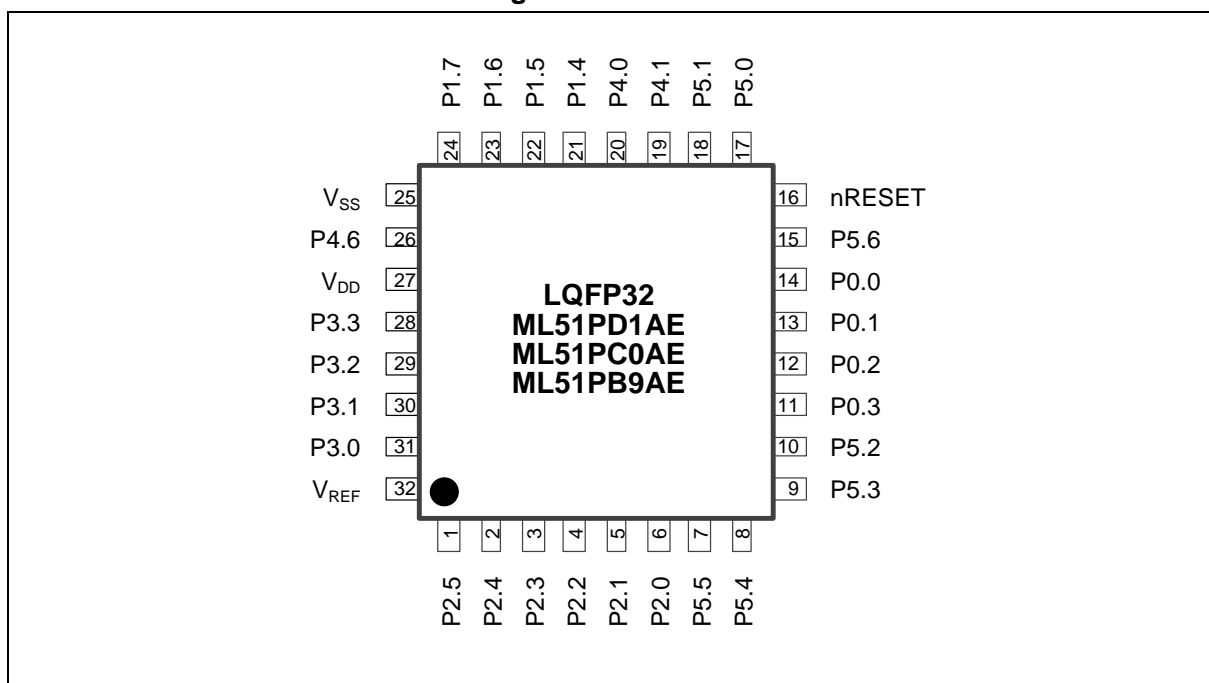 P1.7 P1.6 P1.5 P1.4 P4.0 P4.1 P5.1 P5.0
24 23 22 21 20 19 18 17
VSS 25 16 nRESET
P4.6 26 15 P5.6
VDD 27 14 P0.0
P3.3 28 13 P0.1
P3.2 29 12 P0.2
P3.1 30 11 P0.3
P3.0 31 10 P5.2
VREF 32 9 P5.3
LQFP32
ML51PD1AE
ML51PC0AE
ML51PB9AE
1 2 3 4 5 6 7 8
P2.5 P2.4 P2.3 P2.2 P2.1 P2.0 P5.5 P5.4